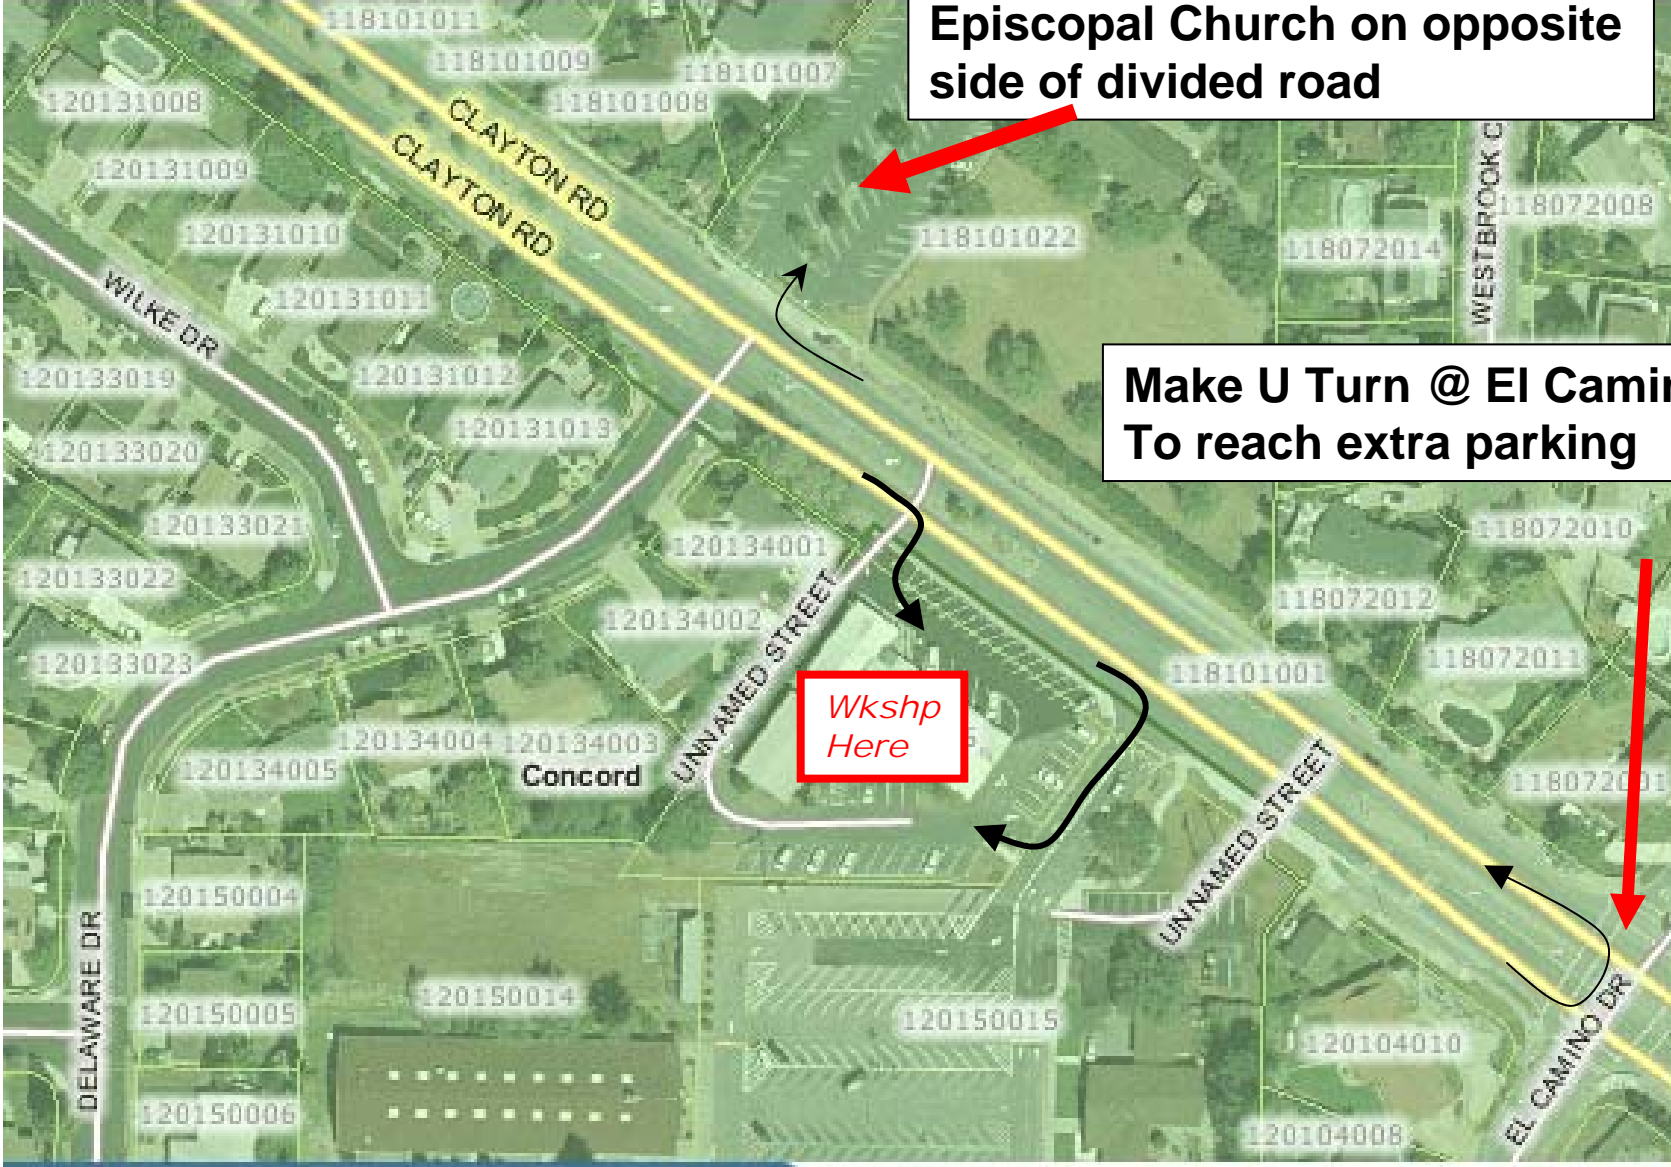 Episcopal Church on opposite
side of divided road
118101011
118101009
118101007
118101008
120131008
CLAYTON RD
CLAYTON RD
120131009
120131010
120131011
118101022
118072014
118072008
WESTBROOK C
WILKE DR
120133019
120131012
120131013
Make U Turn @ El Camin
To reach extra parking
120133020
120133021
120134001
118072010
120133022
120134002
118072012
120133023
UNNAMED STREET
118101001
118072011
Wkshp
Here
120134004
120134003
120134005
Concord
118072001
UNNAMED STREET
120150004
DELAWARE DR
120150014
120150005
120150015
120104010
EL CAMINO DR
120150006
120104008